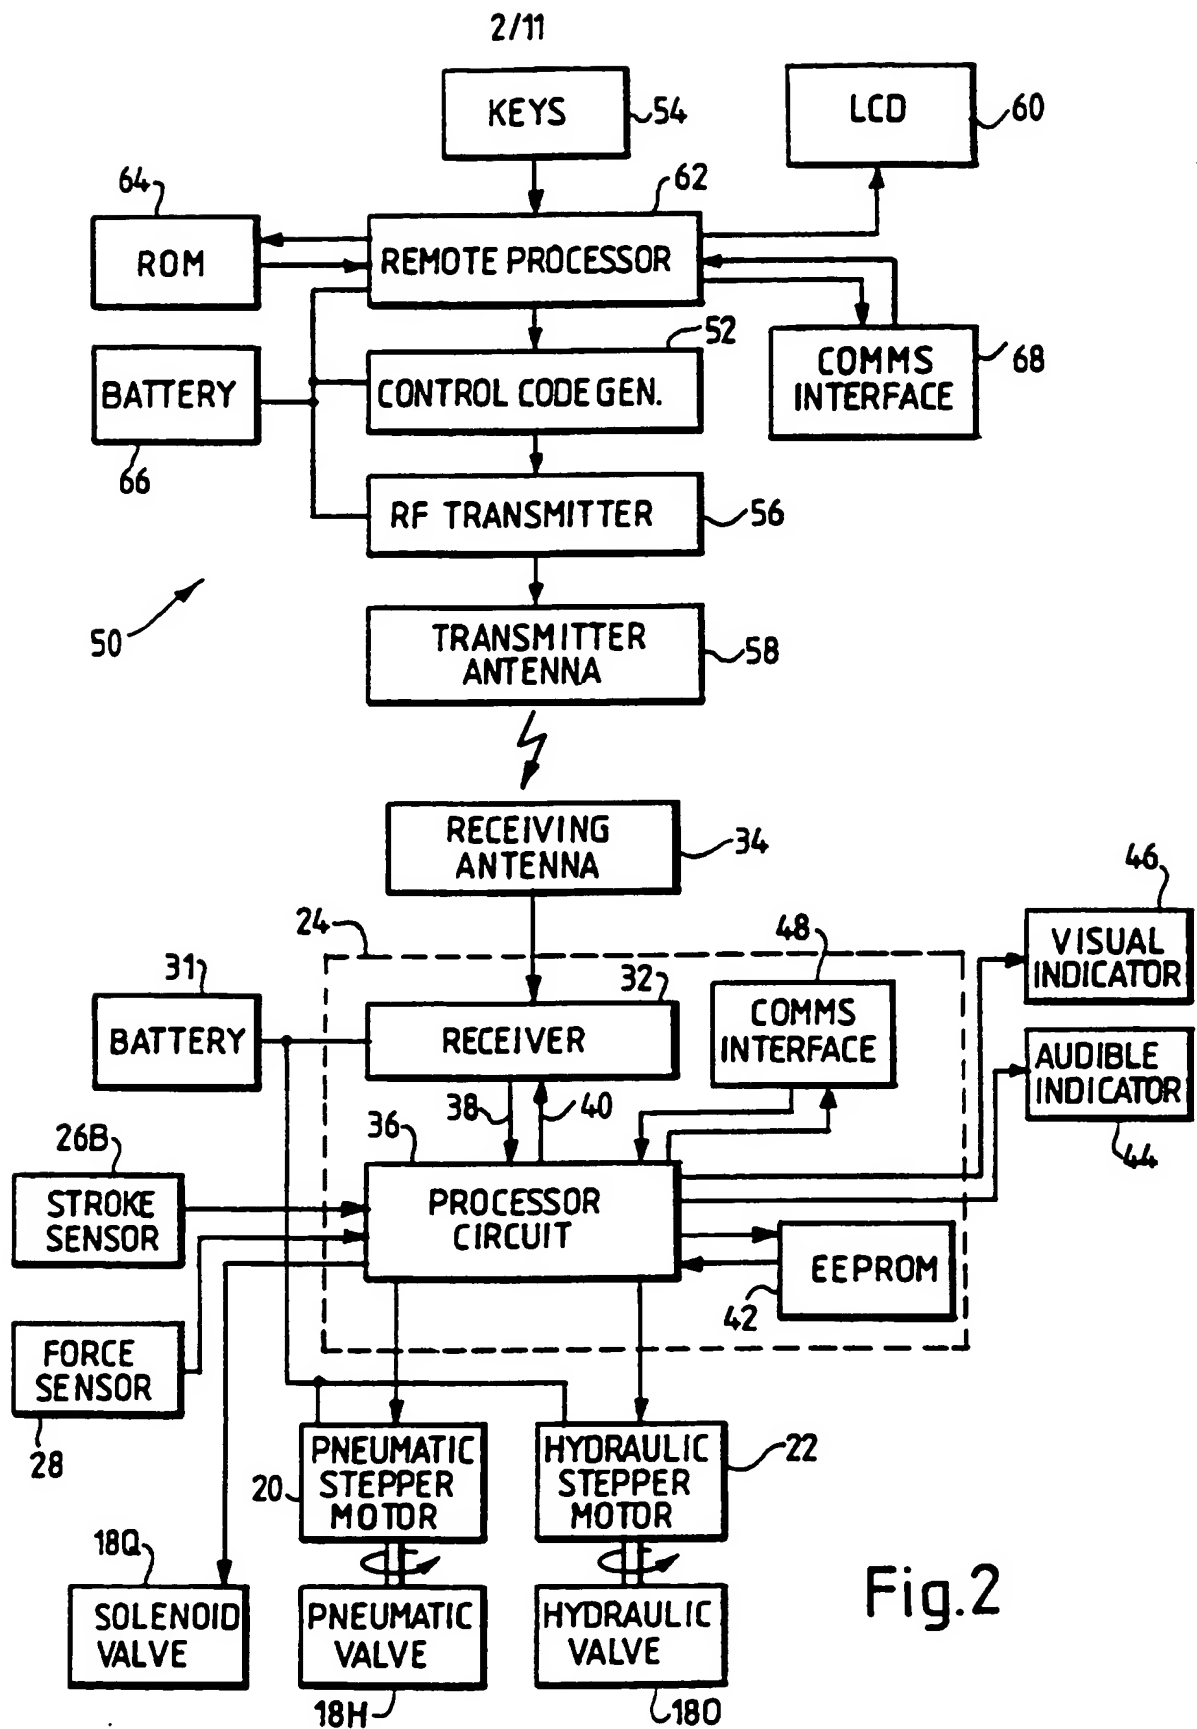 2/11
KEYS
54
LCD
60
64
62
ROM
REMOTE PROCESSOR
52
BATTERY
66
CONTROL CODE GEN.
COMMS
INTERFACE
68
RF TRANSMITTER
56
50
TRANSMITTER
ANTENNA
58
RECEIVING
ANTENNA
34
46
VISUAL
INDICATOR
24
48
31
32
BATTERY
RECEIVER
COMMS
INTERFACE
AUDIBLE
INDICATOR
44
38
40
36
26B
STROKE
SENSOR
PROCESSOR
CIRCUIT
EEPROM
42
FORCE
SENSOR
28
PNEUMATIC
STEPPER
MOTOR
20
HYDRAULIC
STEPPER
MOTOR
22
18Q
SOLENOID
VALVE
PNEUMATIC
VALVE
18H
HYDRAULIC
VALVE
180
Fig.2